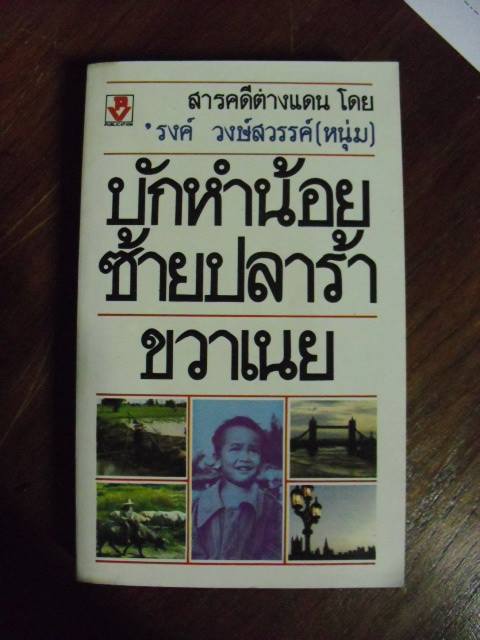 สารคดีต่างแดน โดย
'รงค์ วงษ์สวรรค์(หนุ่ม)
บักหำน้อย
ซ้ายปลาร้า
ขวาเนย